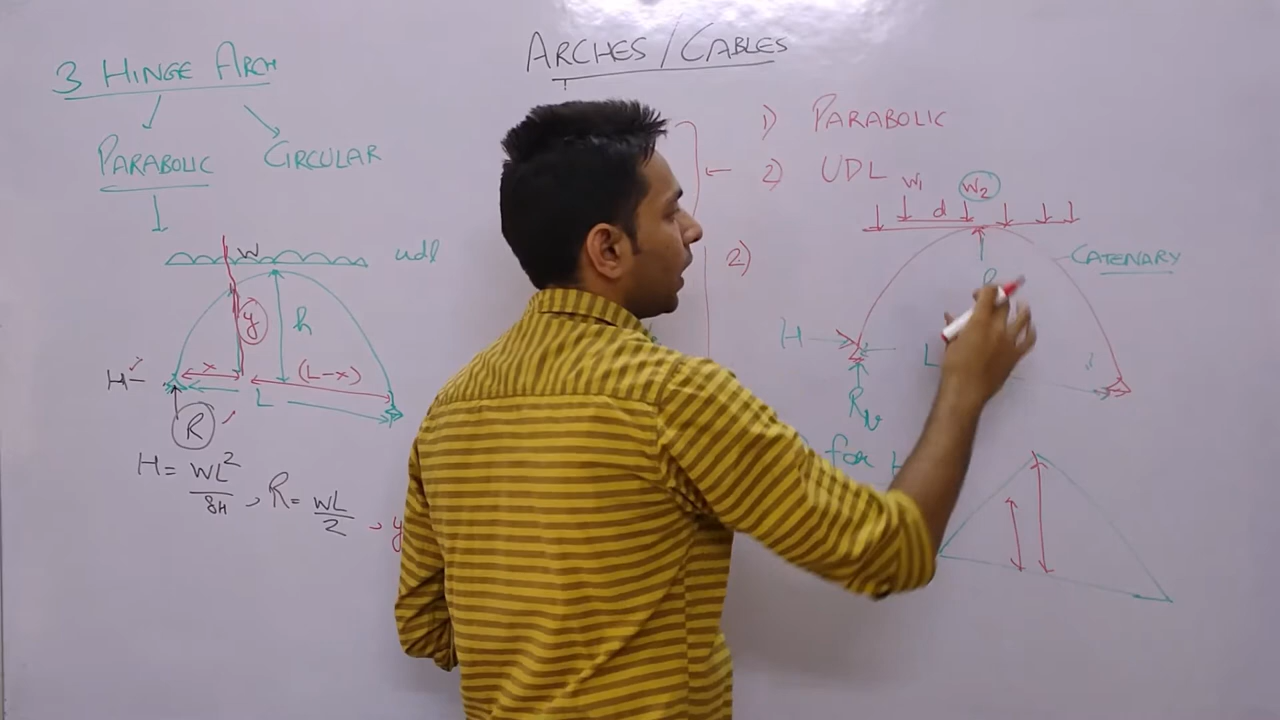 ARCHES / CABLES
3 HINGE ARCH
PARABOLIC CIRCULAR
W udl
y h
x (L-x)
H L
R
H = WL²/8H , R = WL/2 , y
1) PARABOLIC
2) UDL
W₁ W₂
d
2)
CATENARY
H L
Rv
for H